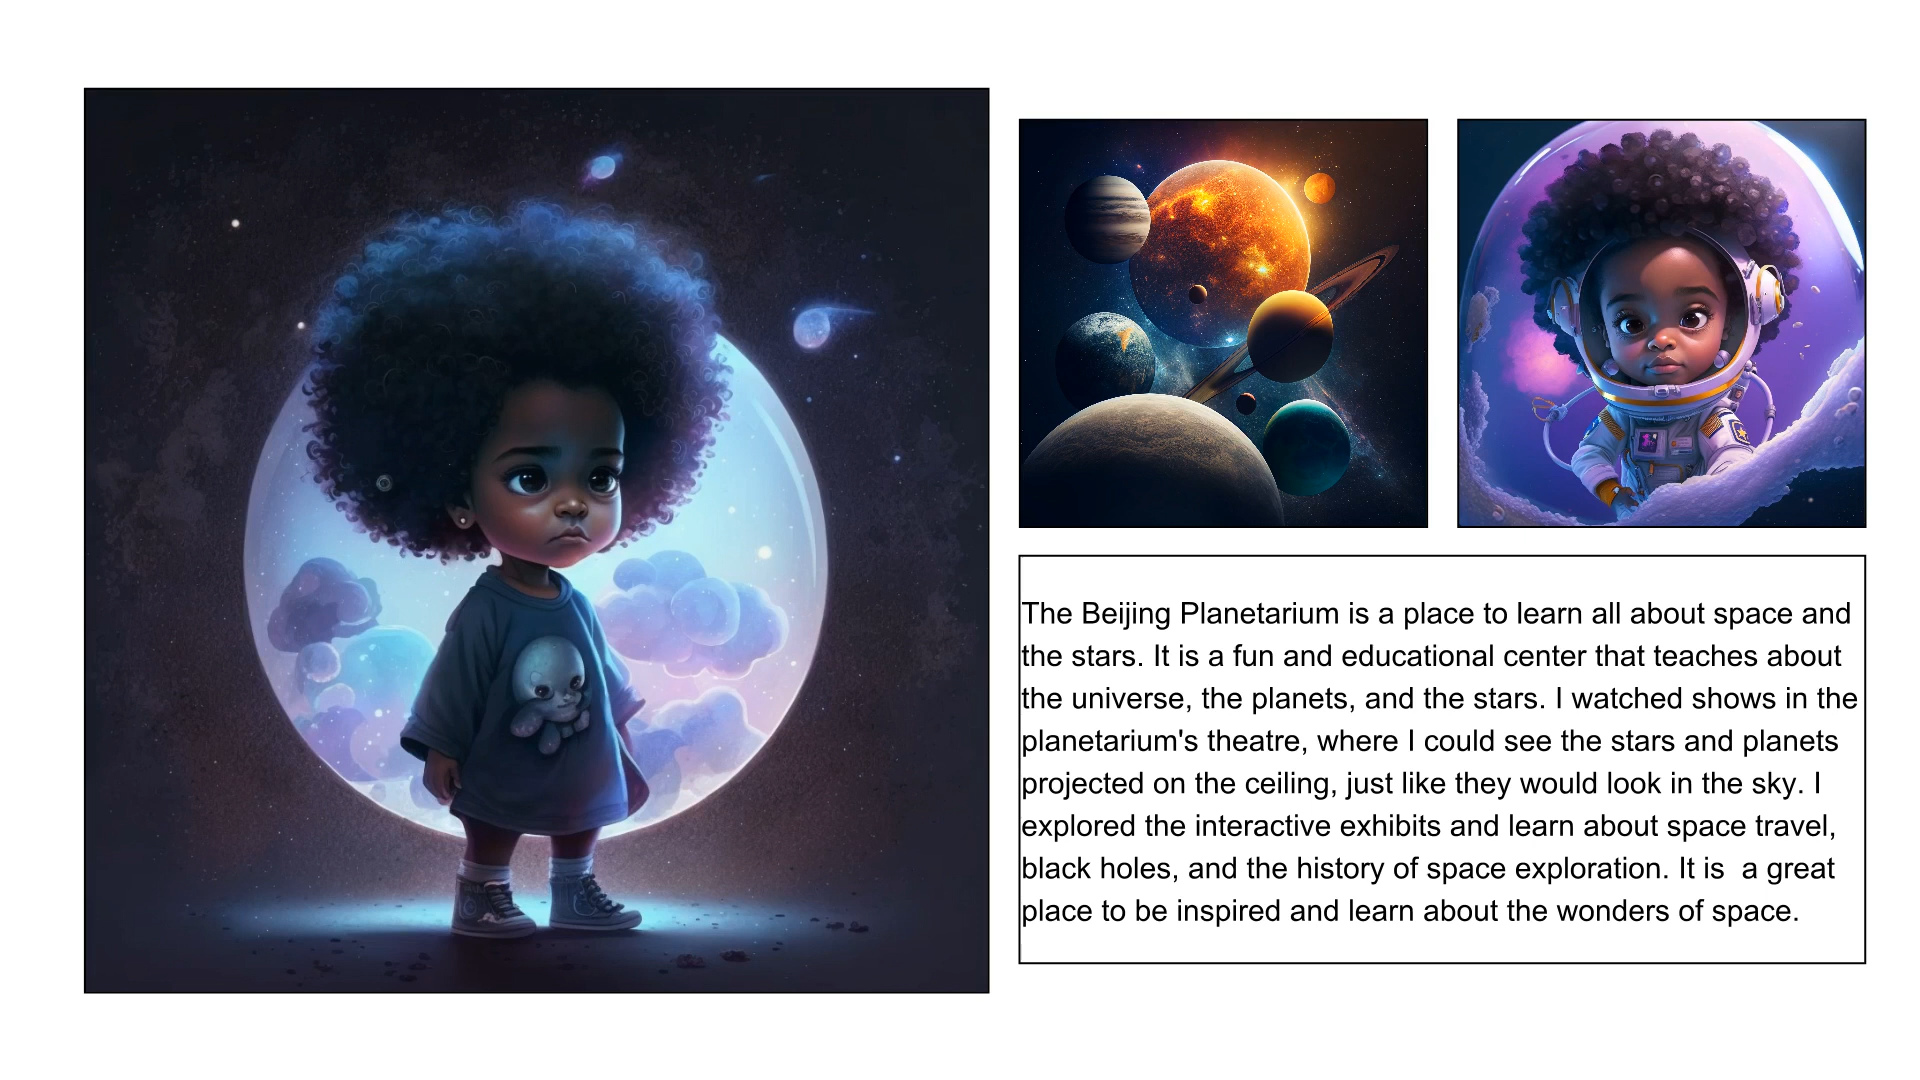 The Beijing Planetarium is a place to learn all about space and
the stars. It is a fun and educational center that teaches about
the universe, the planets, and the stars. I watched shows in the
planetarium's theatre, where I could see the stars and planets
projected on the ceiling, just like they would look in the sky. I
explored the interactive exhibits and learn about space travel,
black holes, and the history of space exploration. It is  a great
place to be inspired and learn about the wonders of space.